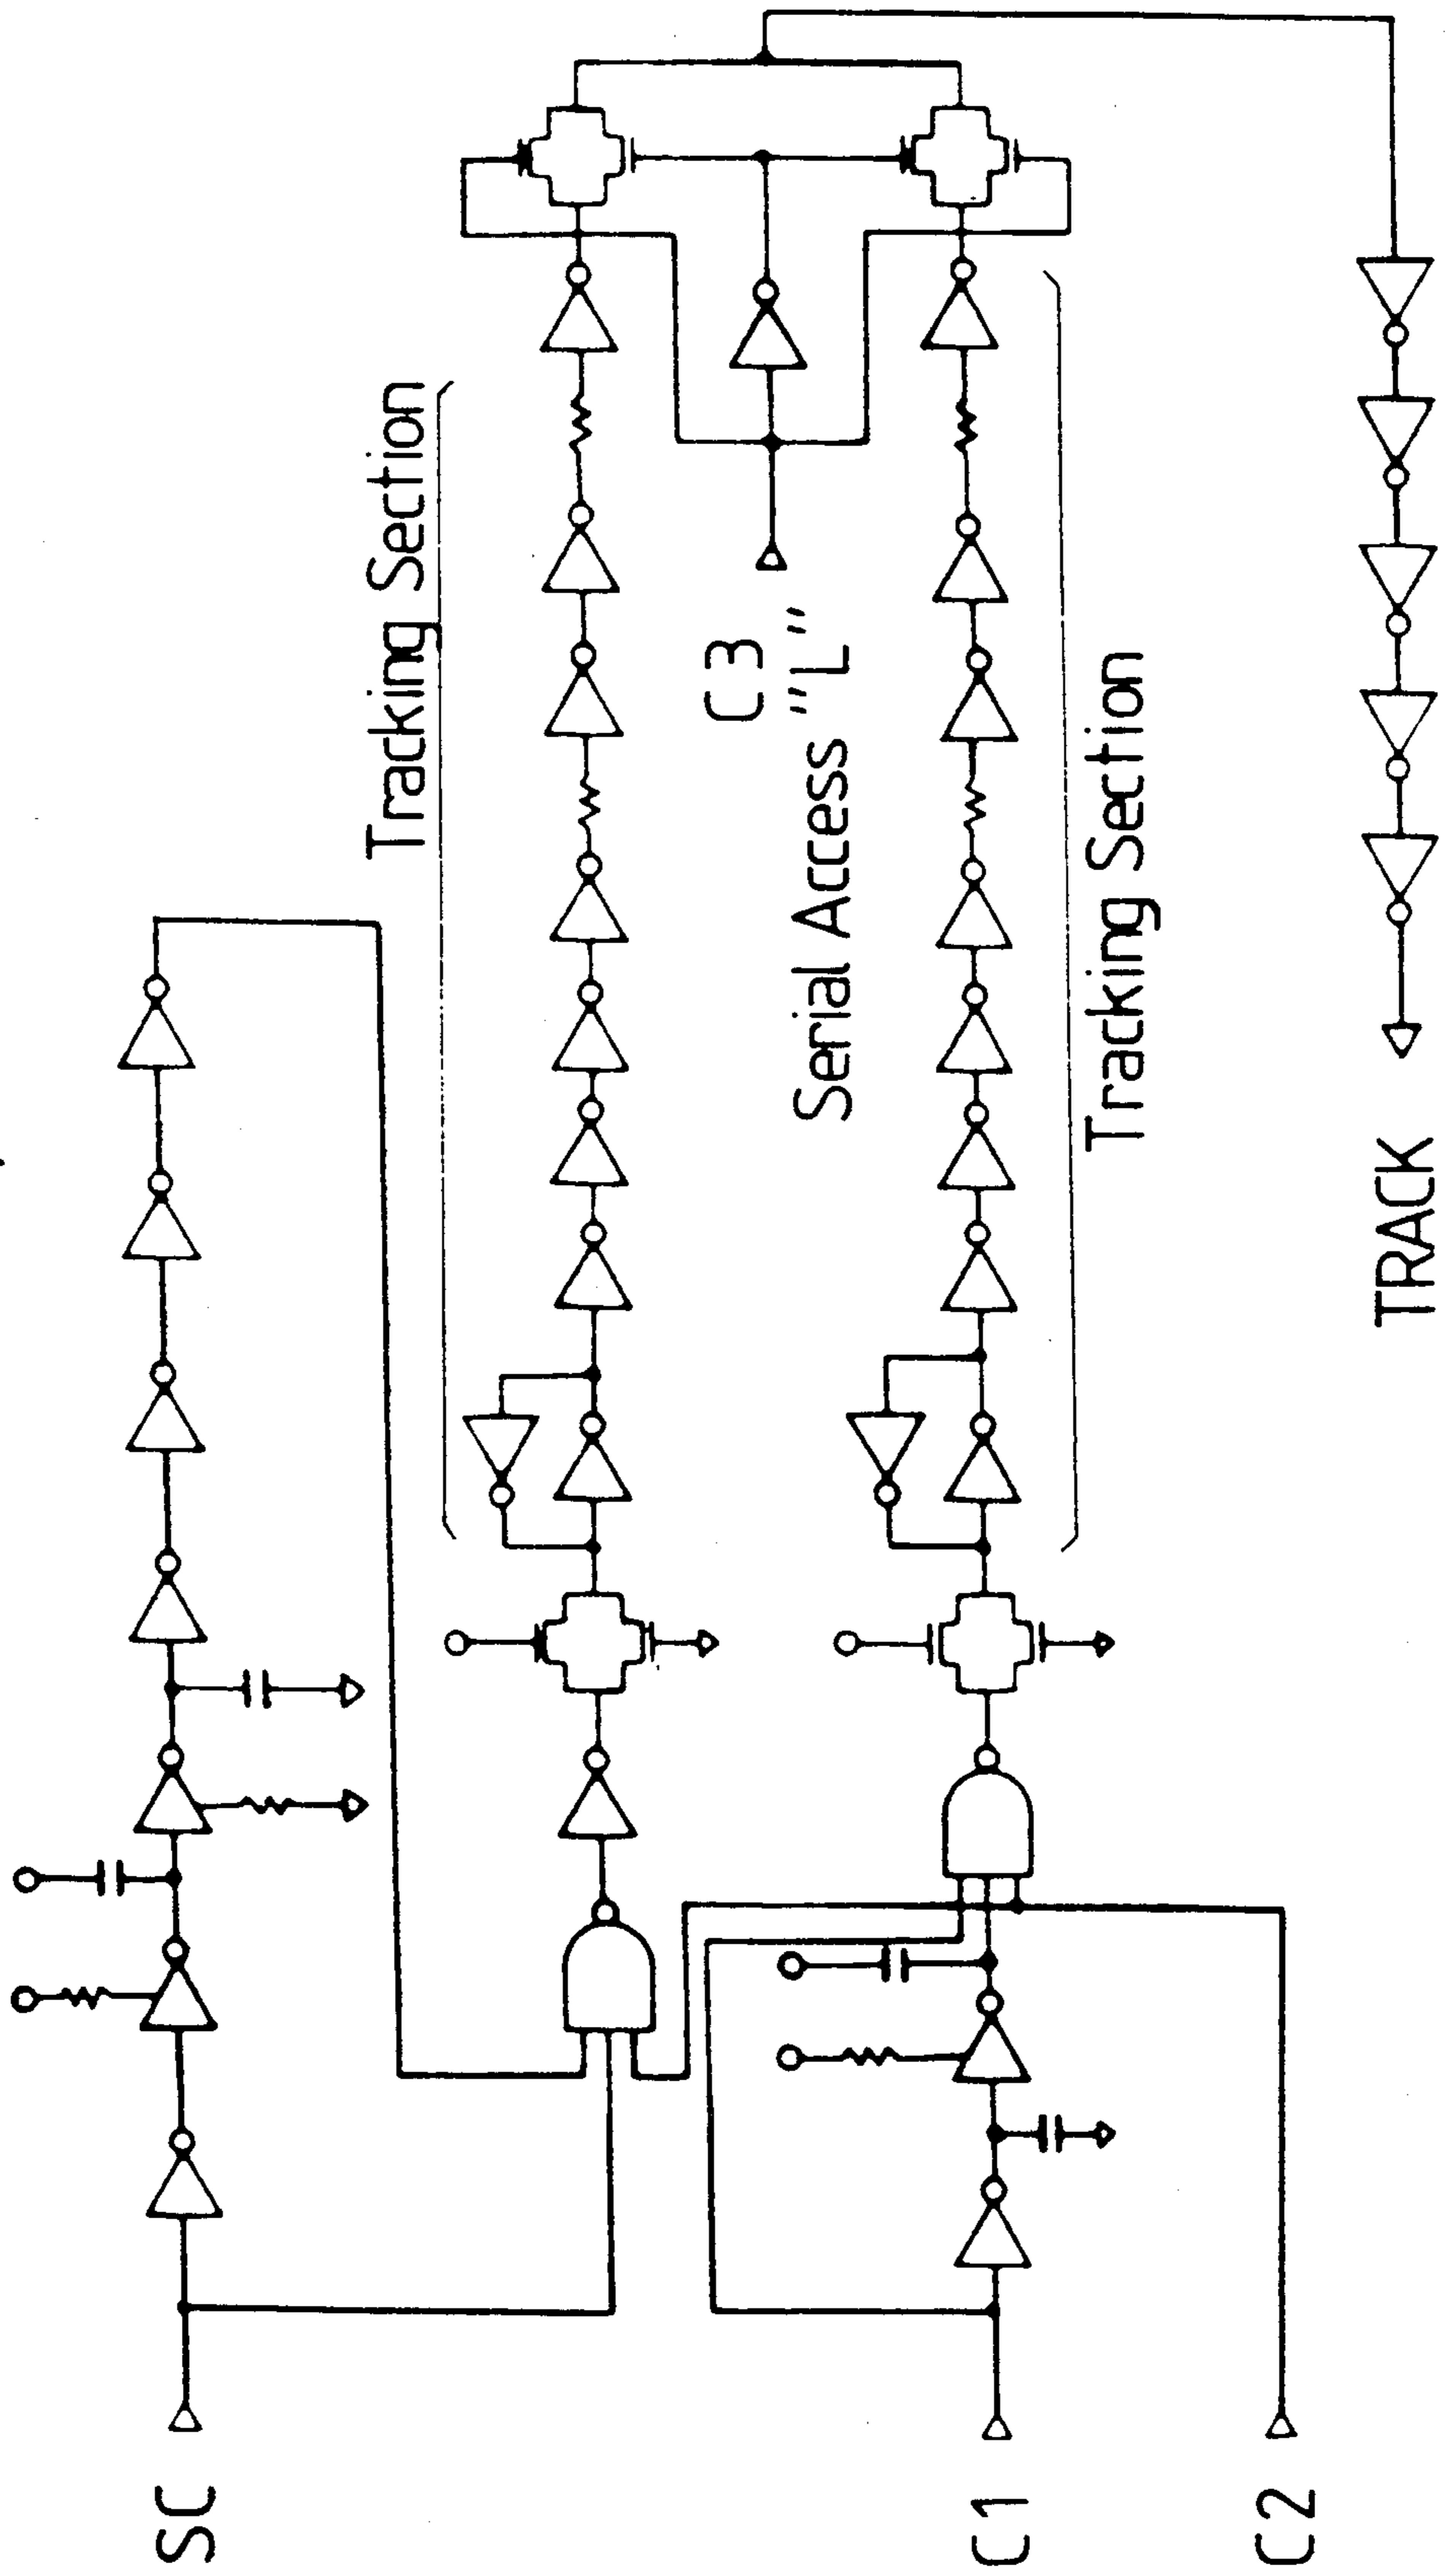 SC
Tracking Section
C3
Serial Access "L"
Tracking Section
C1
C2
TRACK